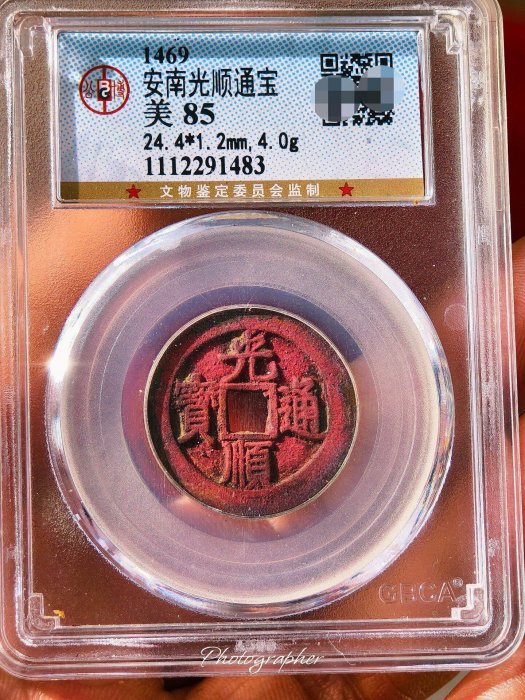 1469
安南光顺通宝
美 85
24.4*1.2mm, 4.0g
1112291483
文物鉴定委员会监制
光
寶 通
順
GBCA®
Photographer